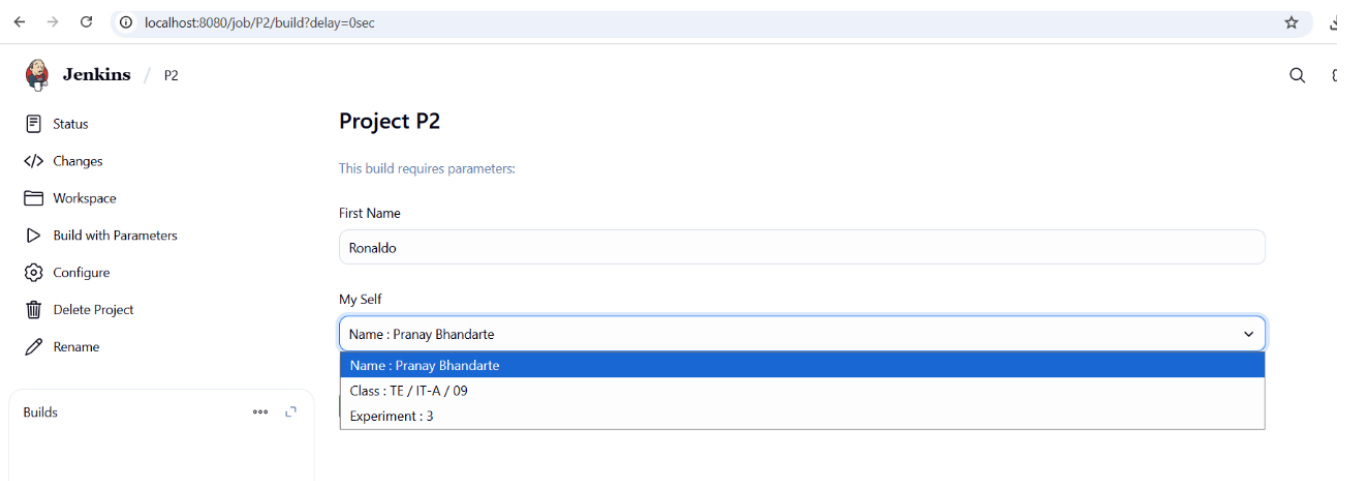 localhost:8080/job/P2/build?delay=0sec
Jenkins / P2
Status
Changes
Workspace
Build with Parameters
Configure
Delete Project
Rename
Builds
Project P2
This build requires parameters:
First Name
Ronaldo
My Self
Name : Pranay Bhandarte
Name : Pranay Bhandarte
Class : TE / IT-A / 09
Experiment : 3